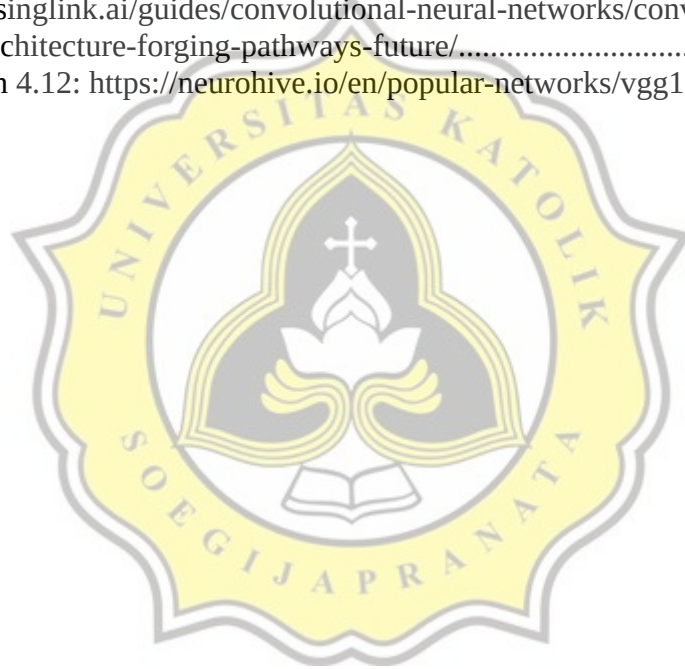 singlink.ai/guides/convolutional-neural-networks/conv
chitecture-forging-pathways-future/................................
4.12: https://neurohive.io/en/popular-networks/vgg1
UNIVERSITAS KATOLIK
SOEGIJAPRANATA